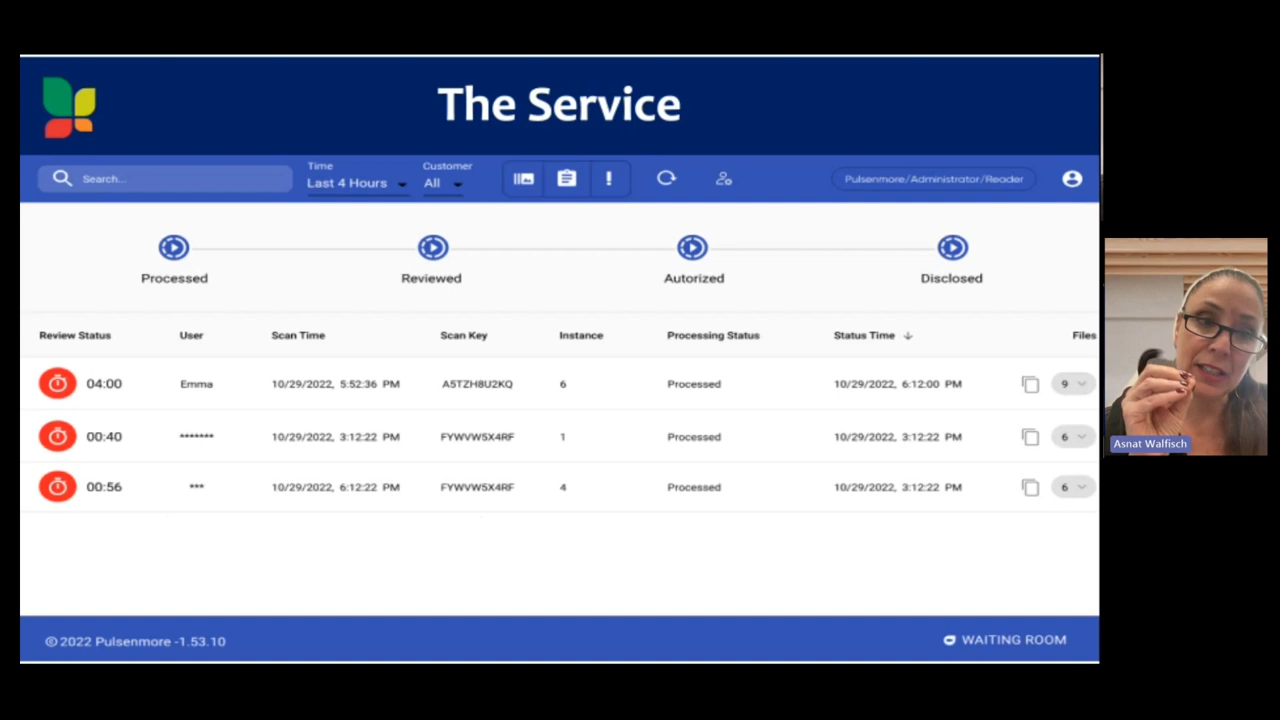 The Service
Search...
Time
Last 4 Hours
Customer
All
Pulsenmore/Administrator/Reader
Processed
Reviewed
Autorized
Disclosed
Review Status User Scan Time Scan Key Instance Processing Status Status Time Files
04:00 Emma 10/29/2022, 5:52:36 PM A5TZH8U2KQ 6 Processed 10/29/2022, 6:12:00 PM 9
00:40 ******* 10/29/2022, 3:12:22 PM FYWVW5X4RF 1 Processed 10/29/2022, 3:12:22 PM 6
00:56 *** 10/29/2022, 6:12:22 PM FYWVW5X4RF 4 Processed 10/29/2022, 3:12:22 PM 6
© 2022 Pulsenmore -1.53.10
WAITING ROOM
Asnat Walfisch